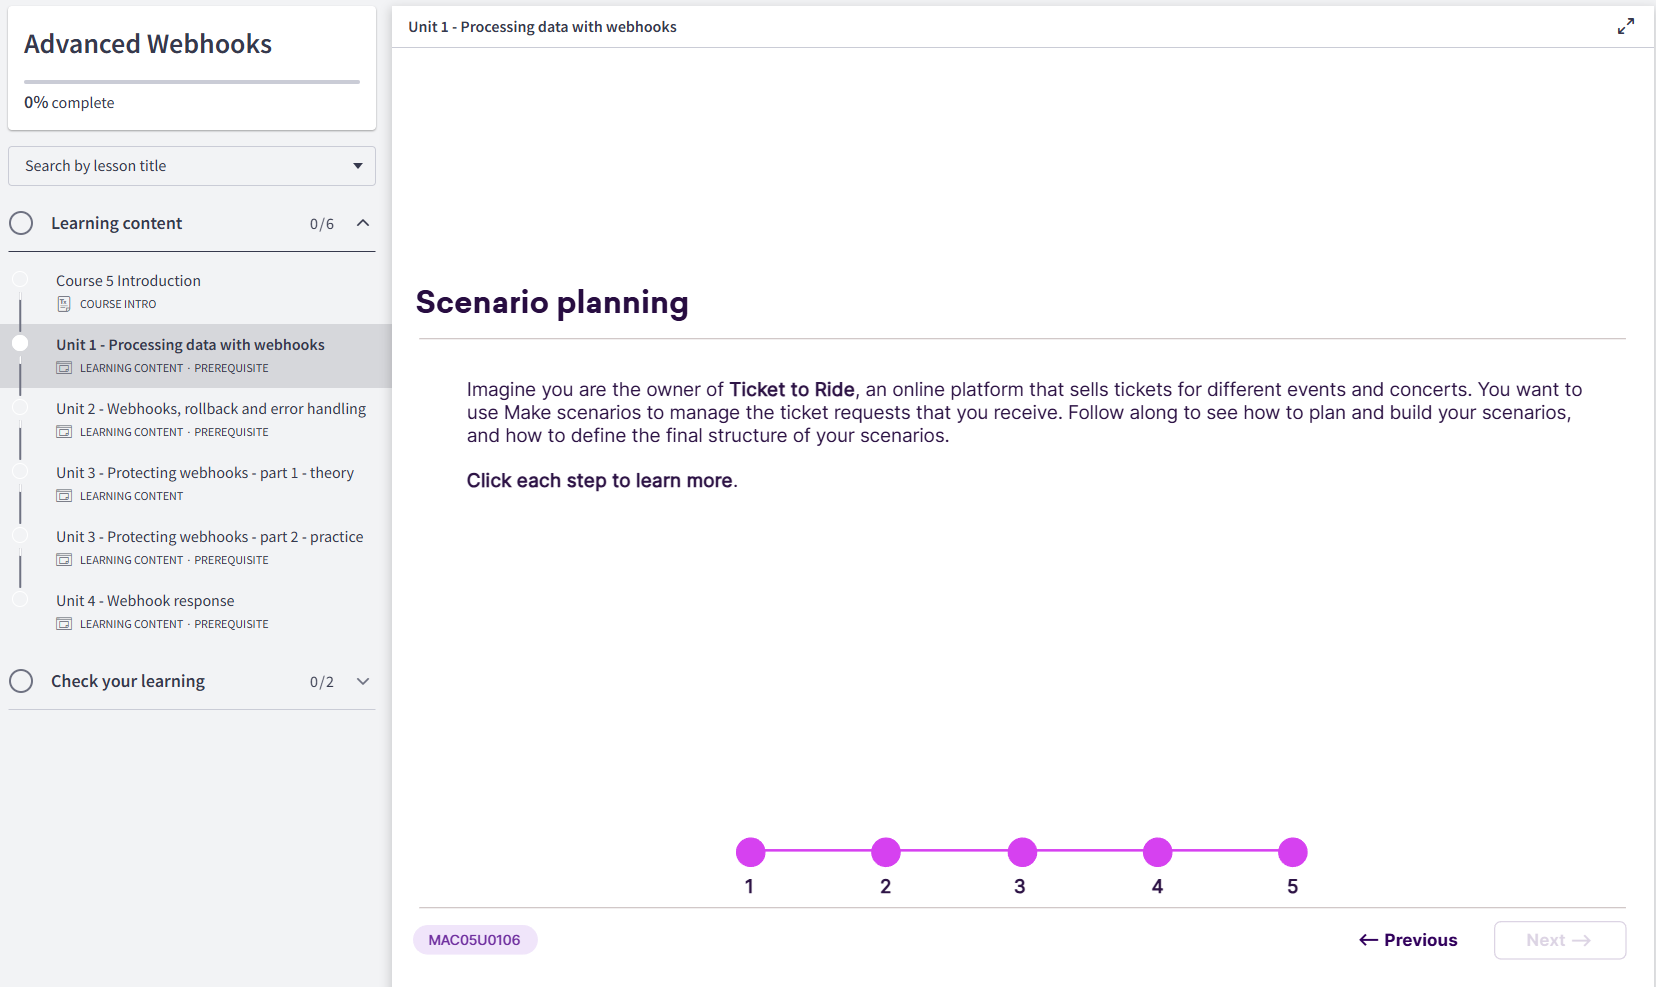 Advanced Webhooks
0% complete
Search by lesson title
Learning content 0/6
Course 5 Introduction
COURSE INTRO
Unit 1 - Processing data with webhooks
LEARNING CONTENT · PREREQUISITE
Unit 2 - Webhooks, rollback and error handling
LEARNING CONTENT · PREREQUISITE
Unit 3 - Protecting webhooks - part 1 - theory
LEARNING CONTENT
Unit 3 - Protecting webhooks - part 2 - practice
LEARNING CONTENT · PREREQUISITE
Unit 4 - Webhook response
LEARNING CONTENT · PREREQUISITE
Check your learning 0/2
Unit 1 - Processing data with webhooks
Scenario planning
Imagine you are the owner of Ticket to Ride, an online platform that sells tickets for different events and concerts. You want to
use Make scenarios to manage the ticket requests that you receive. Follow along to see how to plan and build your scenarios,
and how to define the final structure of your scenarios.
Click each step to learn more.
1 2 3 4 5
MAC05U0106
← Previous
Next →